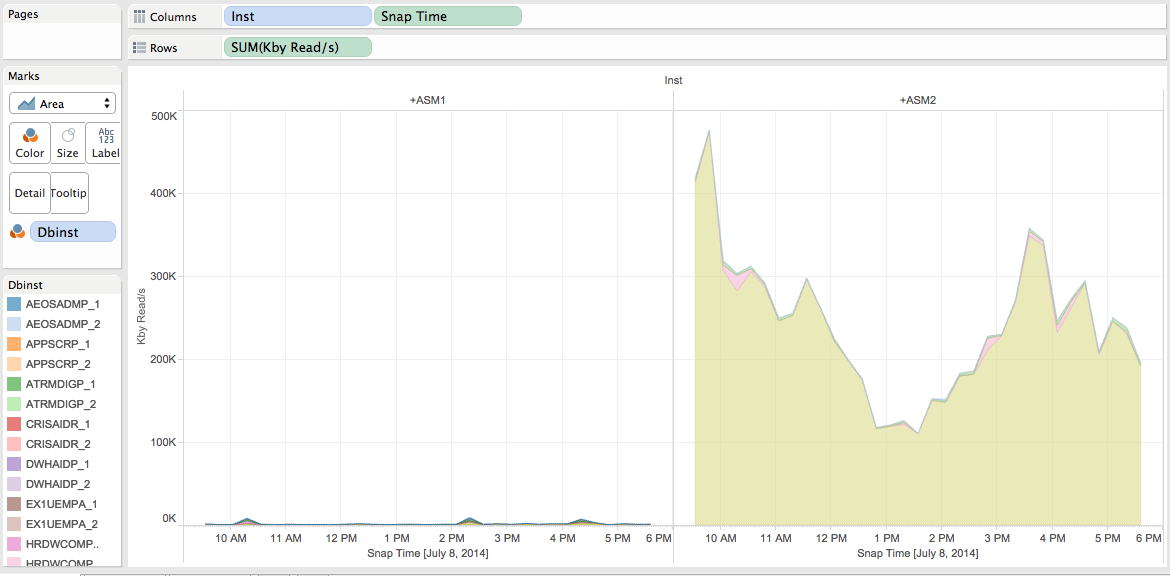 Pages
Columns Inst Snap Time
Rows SUM(Kby Read/s)
Marks
Area
Color Size Abc 123 Label
Detail Tooltip
Dbinst
Dbinst
AEOSADMP_1
AEOSADMP_2
APPSCRP_1
APPSCRP_2
ATRMDIGP_1
ATRMDIGP_2
CRISAIDR_1
CRISAIDR_2
DWHAIDP_1
DWHAIDP_2
EX1UEMPA_1
EX1UEMPA_2
HRDWCOMP..
HRDWCOMP
Inst
+ASM1 +ASM2
500K
400K
300K
200K
100K
0K
Kby Read/s
10 AM 11 AM 12 PM 1 PM 2 PM 3 PM 4 PM 5 PM 6 PM 10 AM 11 AM 12 PM 1 PM 2 PM 3 PM 4 PM 5 PM 6 PM
Snap Time [July 8, 2014] Snap Time [July 8, 2014]